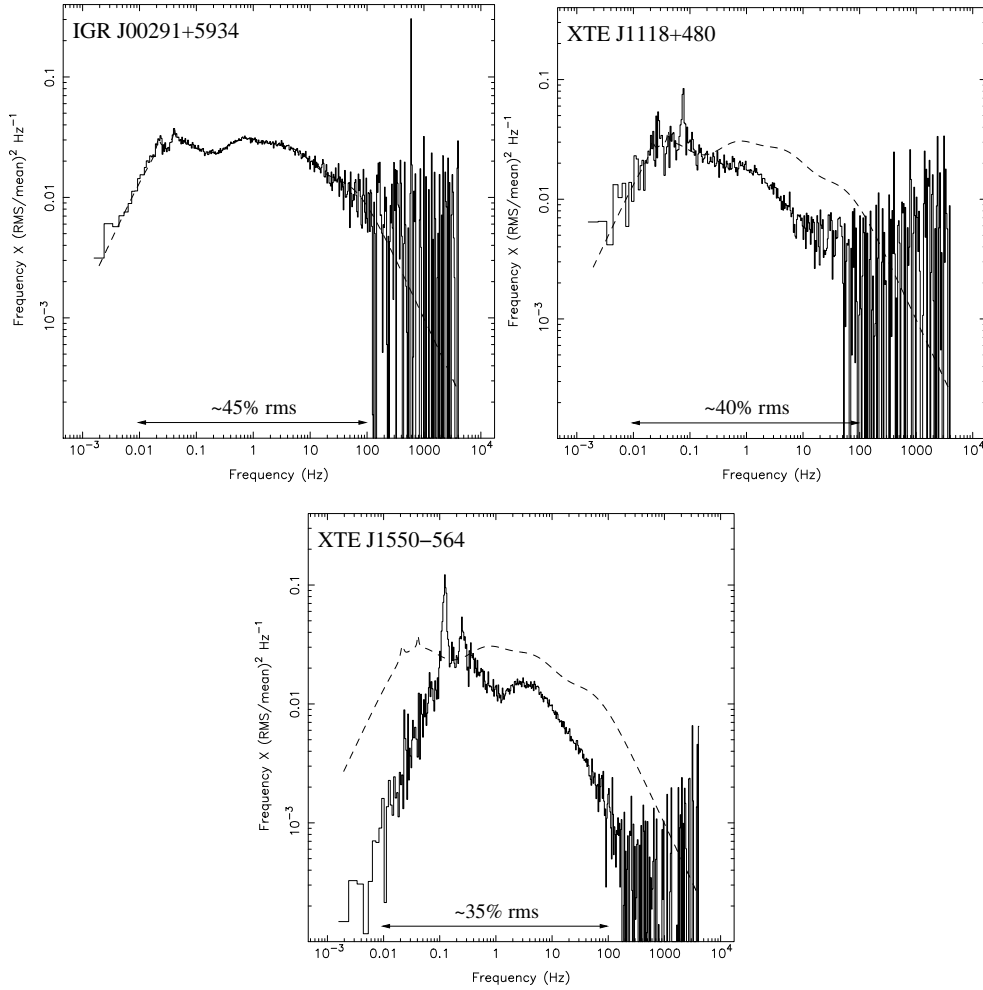 IGR J00291+5934
Frequency X (RMS/mean)² Hz⁻¹
0.1
0.01
10⁻³
~45% rms
10⁻³ 0.01 0.1 1 10 100 1000 10⁴
Frequency (Hz)
XTE J1118+480
Frequency X (RMS/mean)² Hz⁻¹
0.1
0.01
10⁻³
~40% rms
10⁻³ 0.01 0.1 1 10 100 1000 10⁴
Frequency (Hz)
XTE J1550−564
Frequency X (RMS/mean)² Hz⁻¹
0.1
0.01
10⁻³
~35% rms
10⁻³ 0.01 0.1 1 10 100 1000 10⁴
Frequency (Hz)